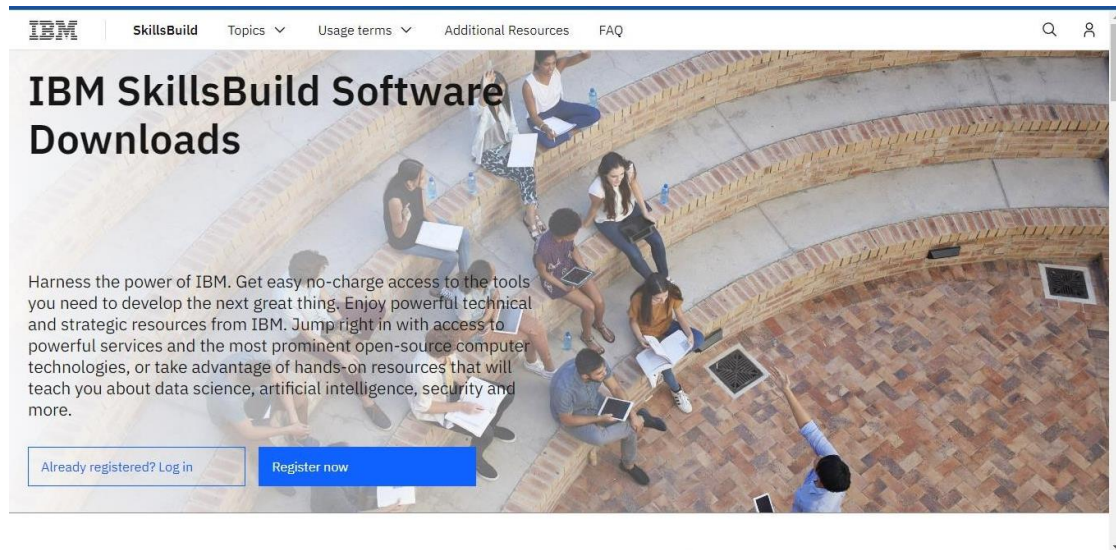 IBM SkillsBuild Topics Usage terms Additional Resources FAQ
IBM SkillsBuild Software
Downloads
Harness the power of IBM. Get easy no-charge access to the tools
you need to develop the next great thing. Enjoy powerful technical
and strategic resources from IBM. Jump right in with access to
powerful services and the most prominent open-source computer
technologies, or take advantage of hands-on resources that will
teach you about data science, artificial intelligence, security and
more.
Already registered? Log in Register now